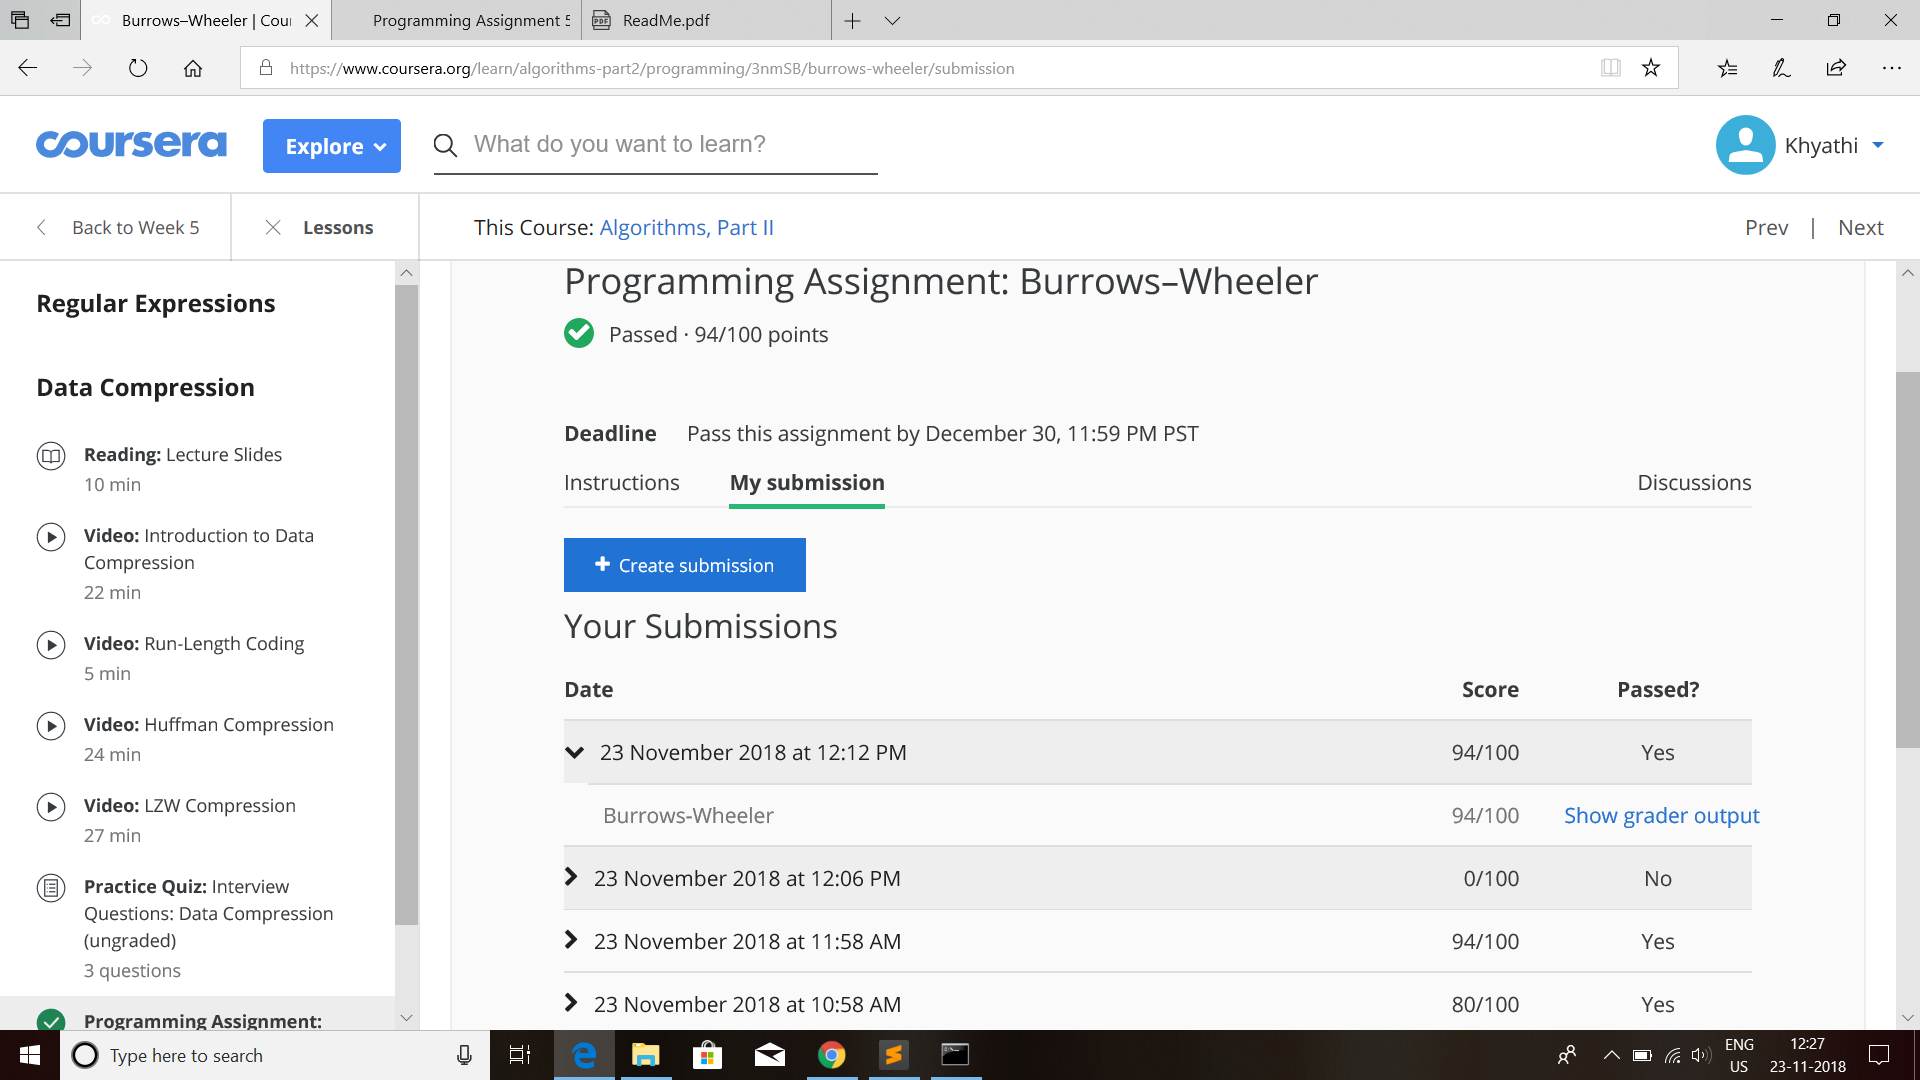 Burrows–Wheeler | Cour
Programming Assignment 5
ReadMe.pdf
https://www.coursera.org/learn/algorithms-part2/programming/3nmSB/burrows-wheeler/submission
coursera
Explore
What do you want to learn?
Khyathi
Back to Week 5
Lessons
This Course: Algorithms, Part II
Prev | Next
Regular Expressions
Data Compression
Reading: Lecture Slides
10 min
Video: Introduction to Data
Compression
22 min
Video: Run-Length Coding
5 min
Video: Huffman Compression
24 min
Video: LZW Compression
27 min
Practice Quiz: Interview
Questions: Data Compression
(ungraded)
3 questions
Programming Assignment:
Programming Assignment: Burrows–Wheeler
Passed · 94/100 points
Deadline Pass this assignment by December 30, 11:59 PM PST
Instructions My submission Discussions
+ Create submission
Your Submissions
Date Score Passed?
23 November 2018 at 12:12 PM 94/100 Yes
Burrows-Wheeler 94/100 Show grader output
23 November 2018 at 12:06 PM 0/100 No
23 November 2018 at 11:58 AM 94/100 Yes
23 November 2018 at 10:58 AM 80/100 Yes
Type here to search
ENG
US
12:27
23-11-2018